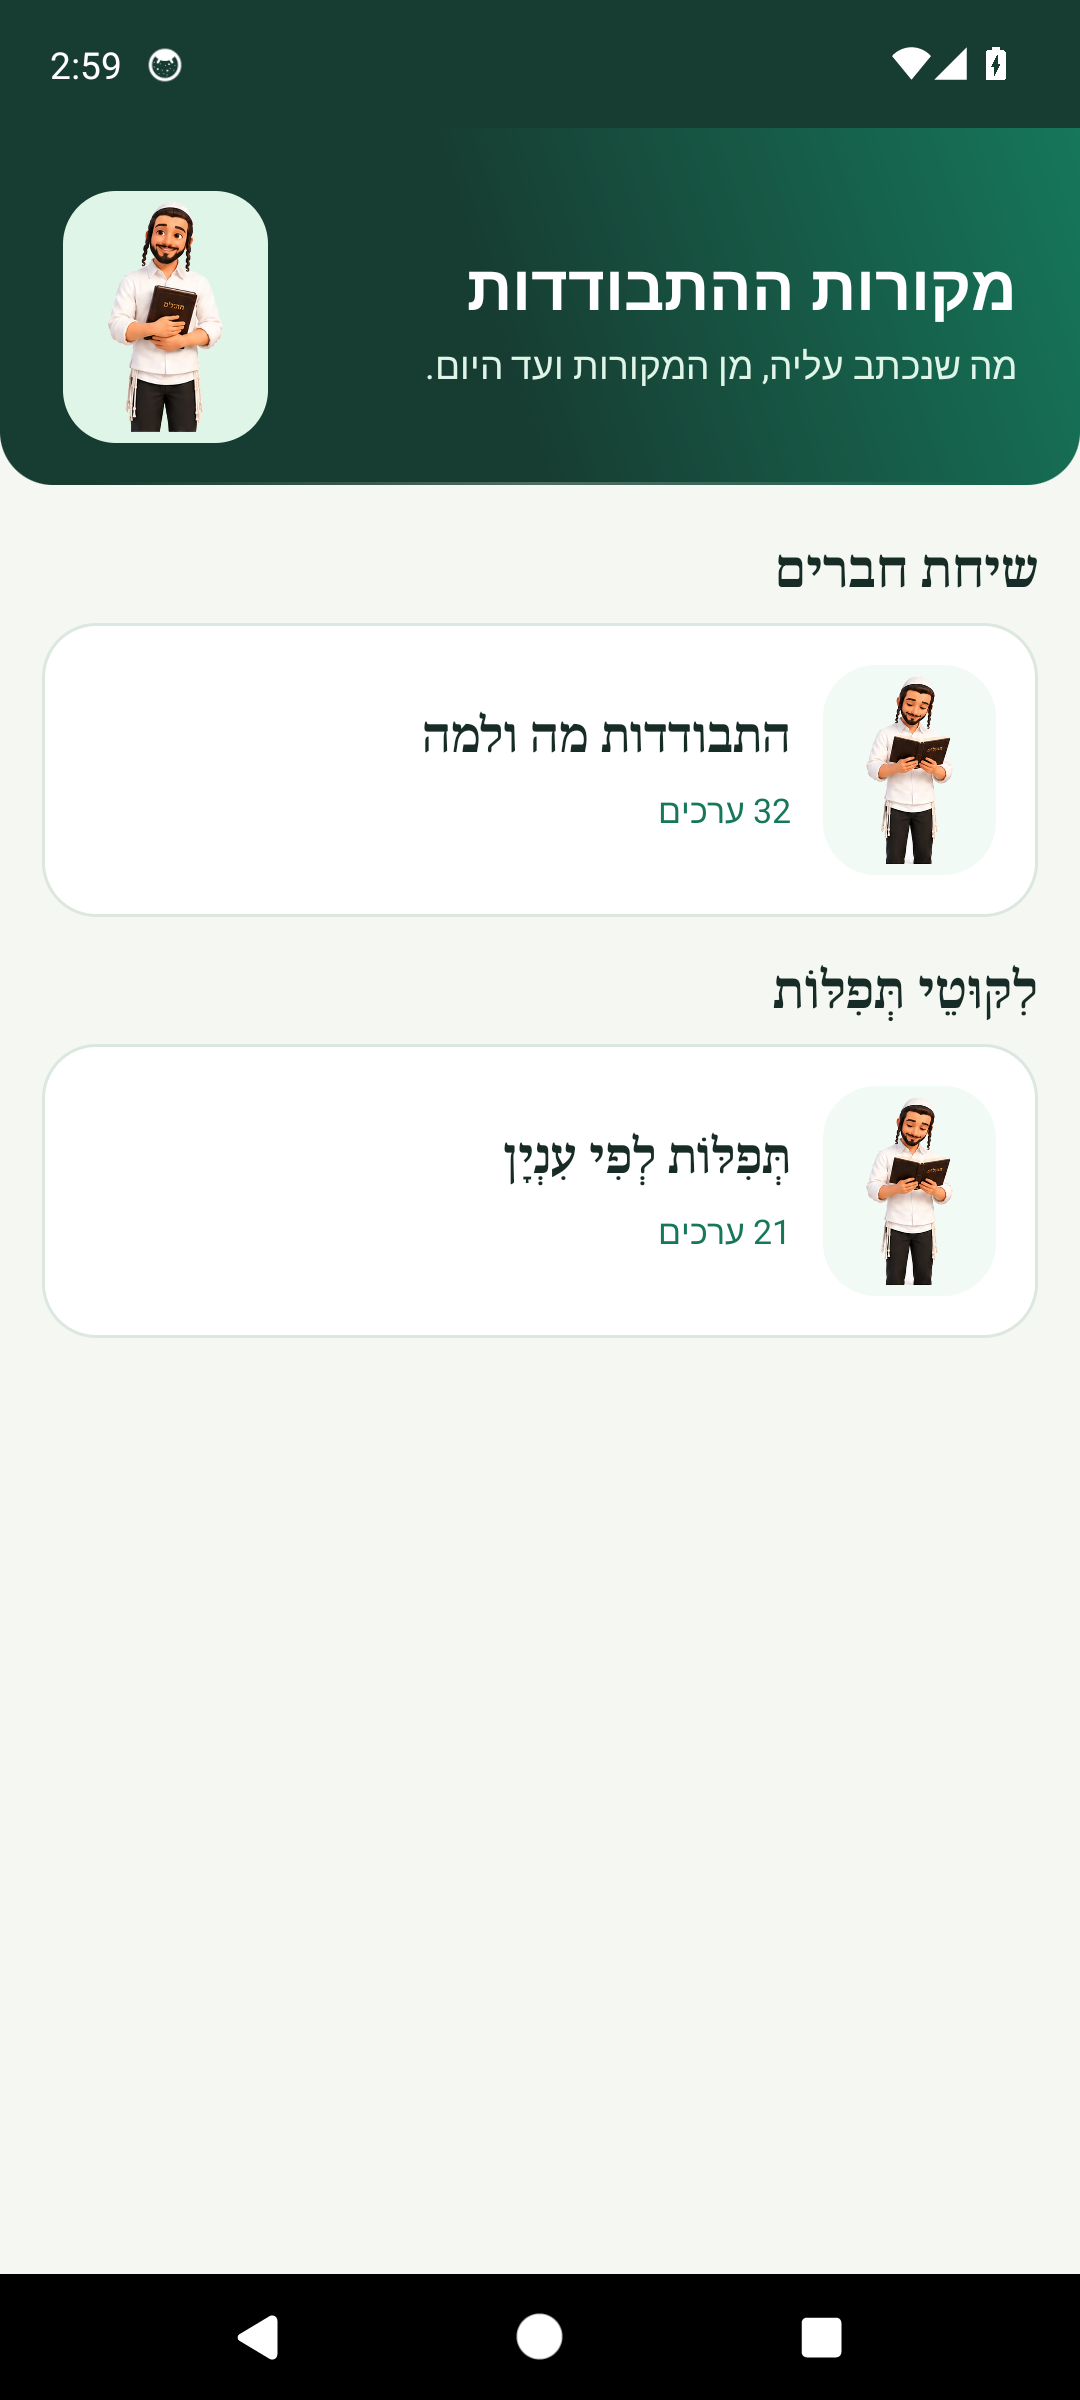 2:59
מקורות ההתבודדות
מה שנכתב עליה, מן המקורות ועד היום.
שיחת חברים
התבודדות מה ולמה
32 ערכים
לִקּוּטֵי תְּפִלּוֹת
תְּפִלּוֹת לְפִי עִנְיָן
21 ערכים